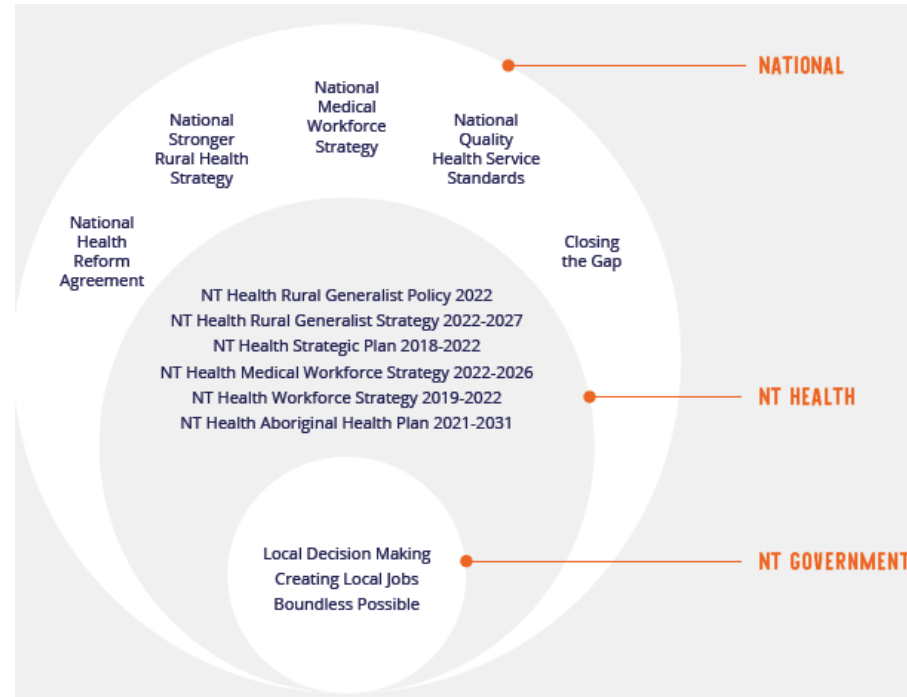 NATIONAL
National
Medical
Workforce
Strategy
National
Stronger
Rural Health
Strategy
National
Quality
Health Service
Standards
National
Health
Reform
Agreement
Closing
the Gap
NT Health Rural Generalist Policy 2022
NT Health Rural Generalist Strategy 2022-2027
NT Health Strategic Plan 2018-2022
NT Health Medical Workforce Strategy 2022-2026
NT Health Workforce Strategy 2019-2022
NT Health Aboriginal Health Plan 2021-2031
NT HEALTH
Local Decision Making
Creating Local Jobs
Boundless Possible
NT GOVERNMENT